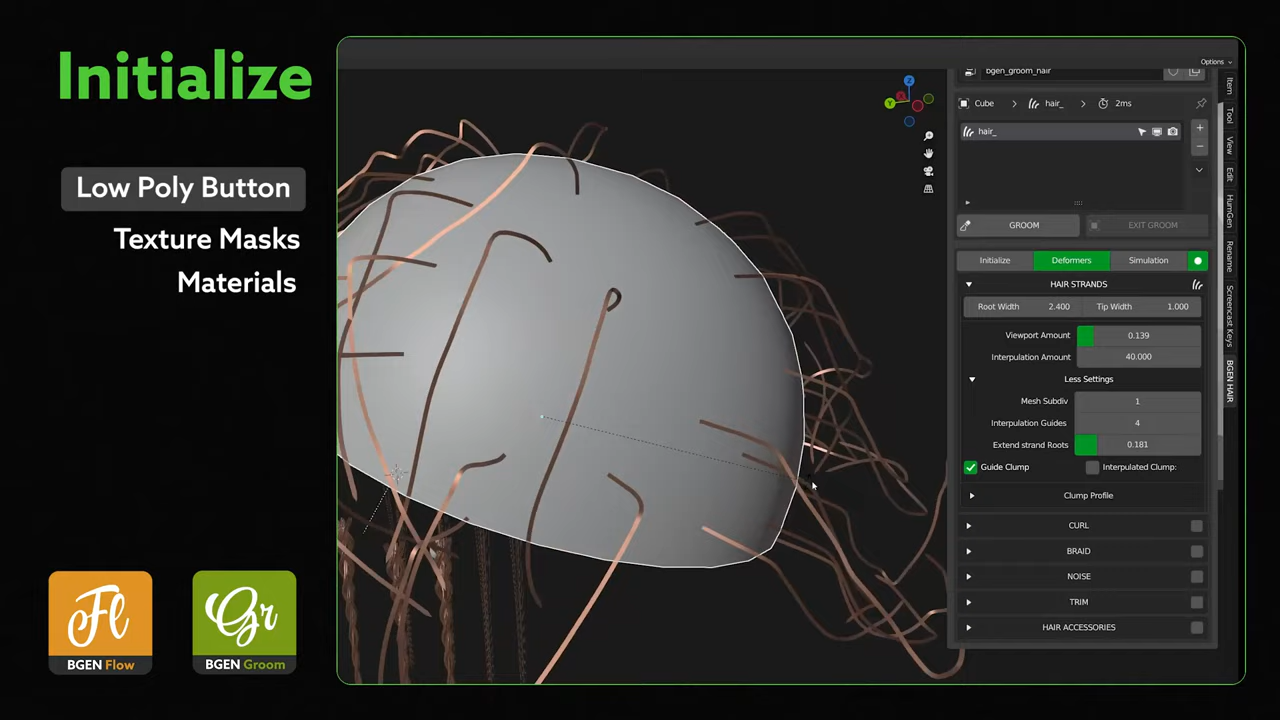 Initialize
Low Poly Button
Texture Masks
Materials
BGEN Flow
BGEN Groom
Options
bgen_groom_hair
Cube
hair_
2ms
hair_
GROOM
EXIT GROOM
Initialize
Deformers
Simulation
HAIR STRANDS
Root Width 2.400
Tip Width 1.000
Viewport Amount 0.139
Interpolation Amount 40.000
Less Settings
Mesh Subdiv 1
Interpolation Guides 4
Extend strand Roots 0.181
Guide Clump
Interpolated Clump:
Clump Profile
CURL
BRAID
NOISE
TRIM
HAIR ACCESSORIES
Item
Tool
View
Edit
HumGen
Rename
Screencast Keys
BGEN HAIR
Y
Z
Fl
Gr